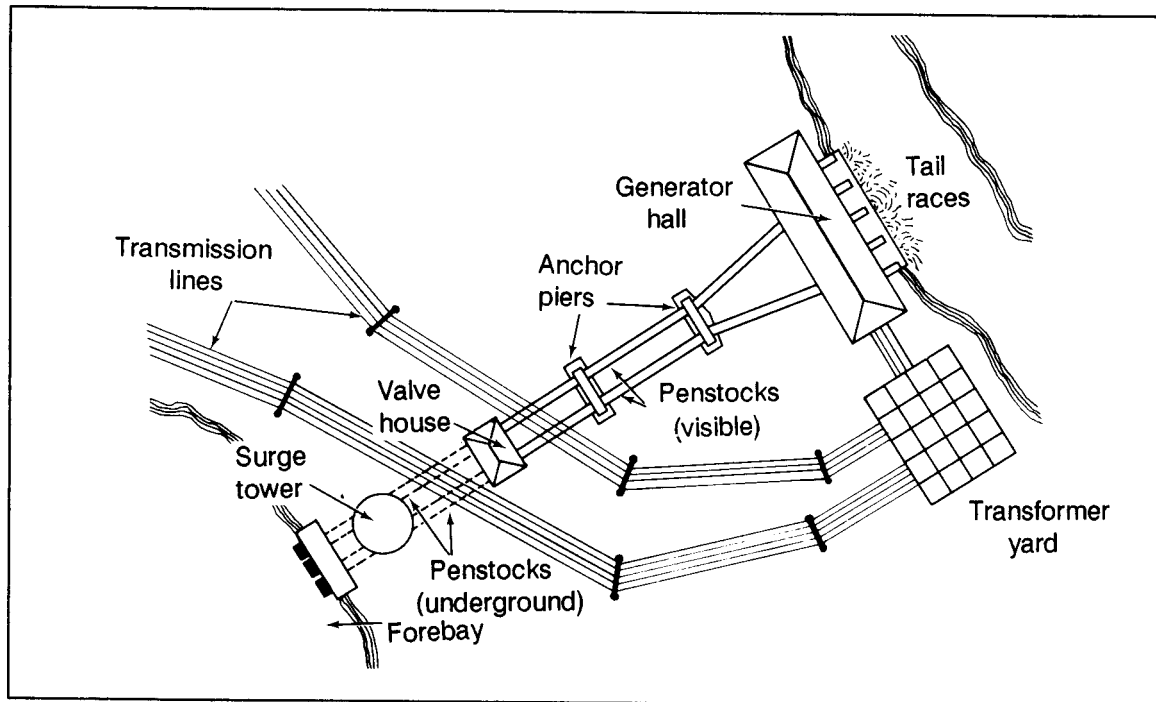 Tail
races
Generator
hall
Transmission
lines
Anchor
piers
Valve
house
Penstocks
(visible)
Surge
tower
Transformer
yard
Penstocks
(underground)
Forebay